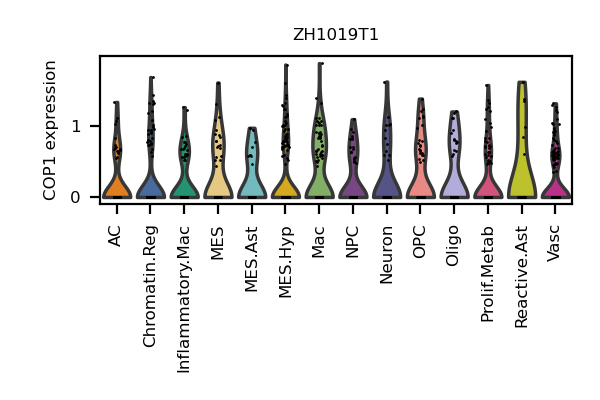 ZH1019T1
COP1 expression
1
0
AC
Chromatin.Reg
Inflammatory.Mac
MES
MES.Ast
MES.Hyp
Mac
NPC
Neuron
OPC
Oligo
Prolif.Metab
Reactive.Ast
Vasc